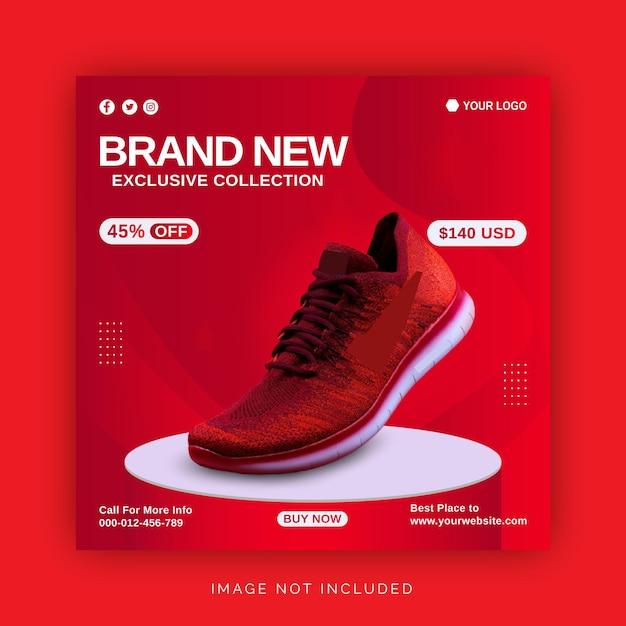 YOUR LOGO
BRAND NEW
EXCLUSIVE COLLECTION
45% OFF
$140 USD
Call For More Info
000-012-456-789
BUY NOW
Best Place to
www.yourwebsite.com
IMAGE NOT INCLUDED